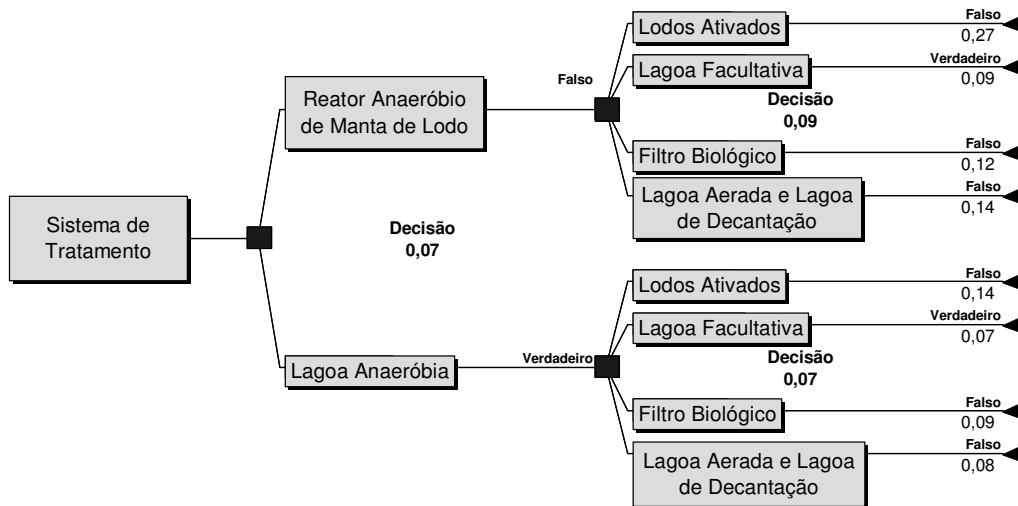 Lodos Ativados
Falso
0,27
Lagoa Facultativa
Verdadeiro
0,09
Reator Anaeróbio
de Manta de Lodo
Falso
Decisão
0,09
Filtro Biológico
Falso
0,12
Lagoa Aerada e Lagoa
de Decantação
Falso
0,14
Sistema de
Tratamento
Decisão
0,07
Lodos Ativados
Falso
0,14
Lagoa Facultativa
Verdadeiro
0,07
Lagoa Anaeróbia
Verdadeiro
Decisão
0,07
Filtro Biológico
Falso
0,09
Lagoa Aerada e Lagoa
de Decantação
Falso
0,08